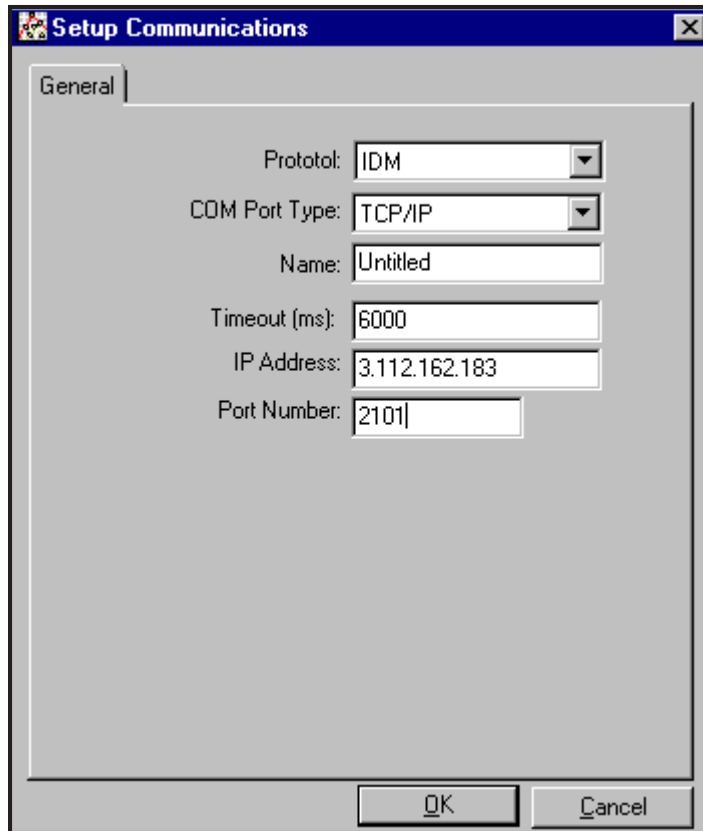 Setup Communications
General
Prototol: IDM
COM Port Type: TCP/IP
Name: Untitled
Timeout (ms): 6000
IP Address: 3.112.162.183
Port Number: 2101
OK Cancel